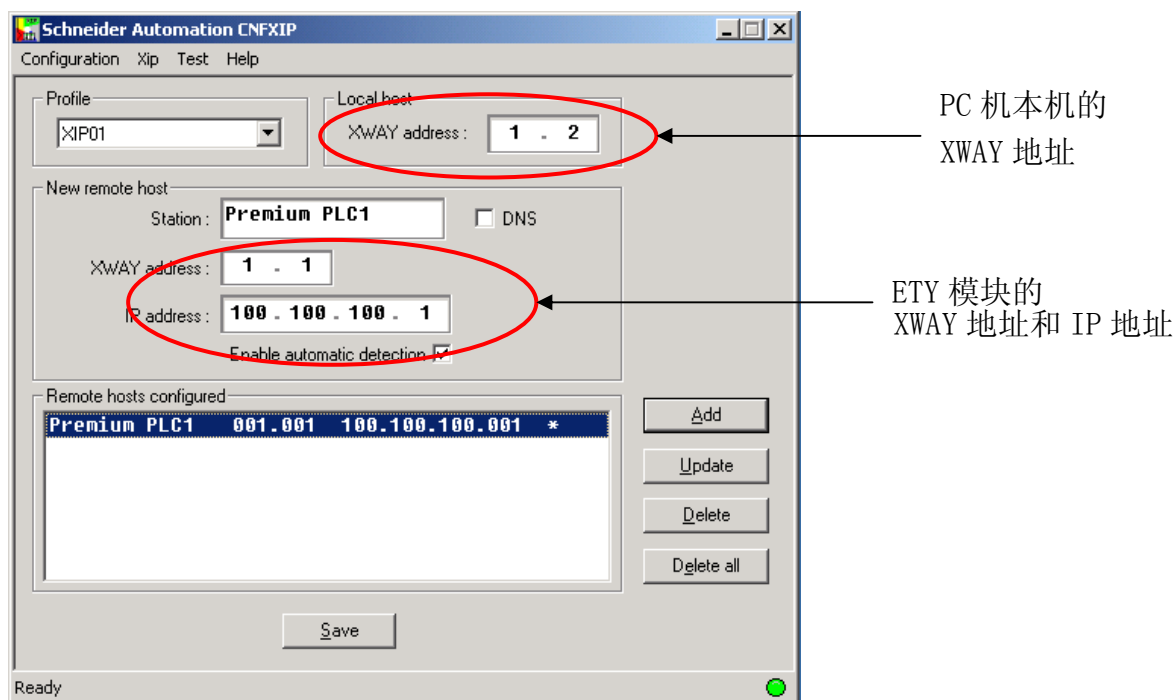 Schneider Automation CNFXIP
Configuration Xip Test Help
Profile
XIP01
Local host
XWAY address : 1 . 2
PC 机本机的
XWAY 地址
New remote host
Station : Premium PLC1 DNS
XWAY address : 1 . 1
IP address : 100 . 100 . 100 . 1
Enable automatic detection
ETY 模块的
XWAY 地址和 IP 地址
Remote hosts configured
Premium PLC1 001.001 100.100.100.001 *
Add
Update
Delete
Delete all
Save
Ready